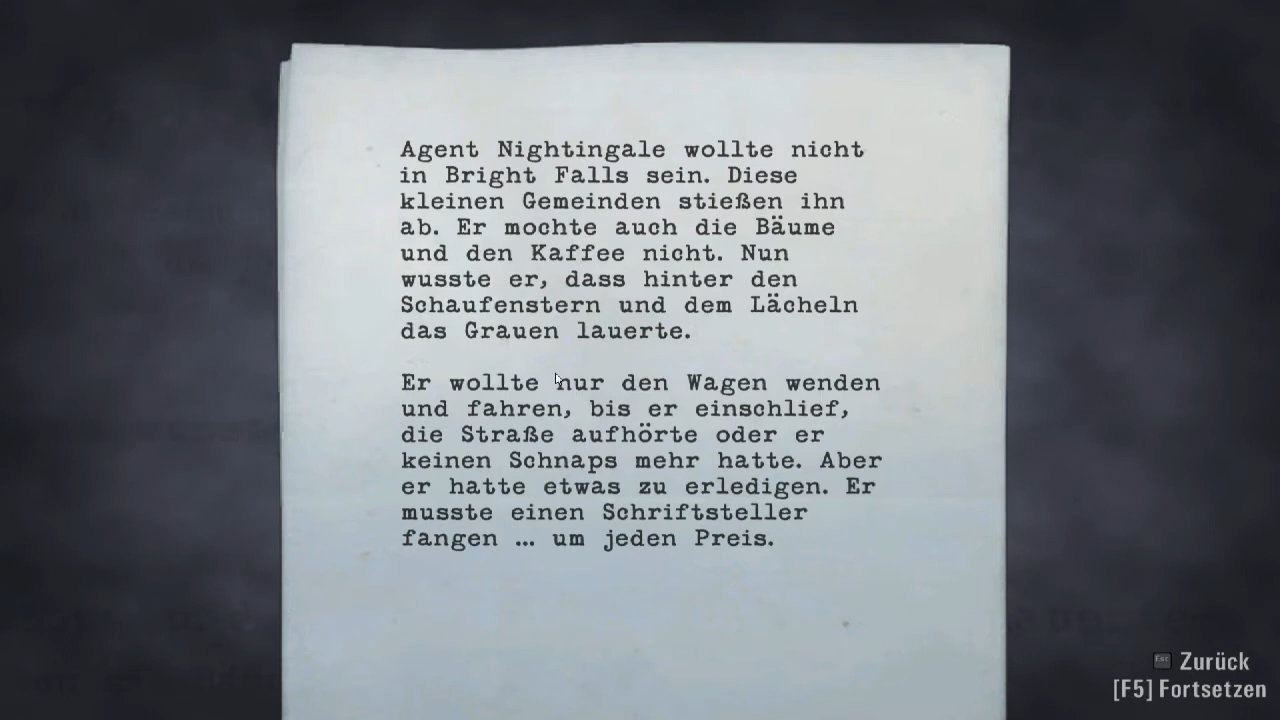 Agent Nightingale wollte nicht
in Bright Falls sein. Diese
kleinen Gemeinden stießen ihn
ab. Er mochte auch die Bäume
und den Kaffee nicht. Nun
wusste er, dass hinter den
Schaufenstern und dem Lächeln
das Grauen lauerte.
Er wollte nur den Wagen wenden
und fahren, bis er einschlief,
die Straße aufhörte oder er
keinen Schnaps mehr hatte. Aber
er hatte etwas zu erledigen. Er
musste einen Schriftsteller
fangen … um jeden Preis.
Esc Zurück
[F5] Fortsetzen